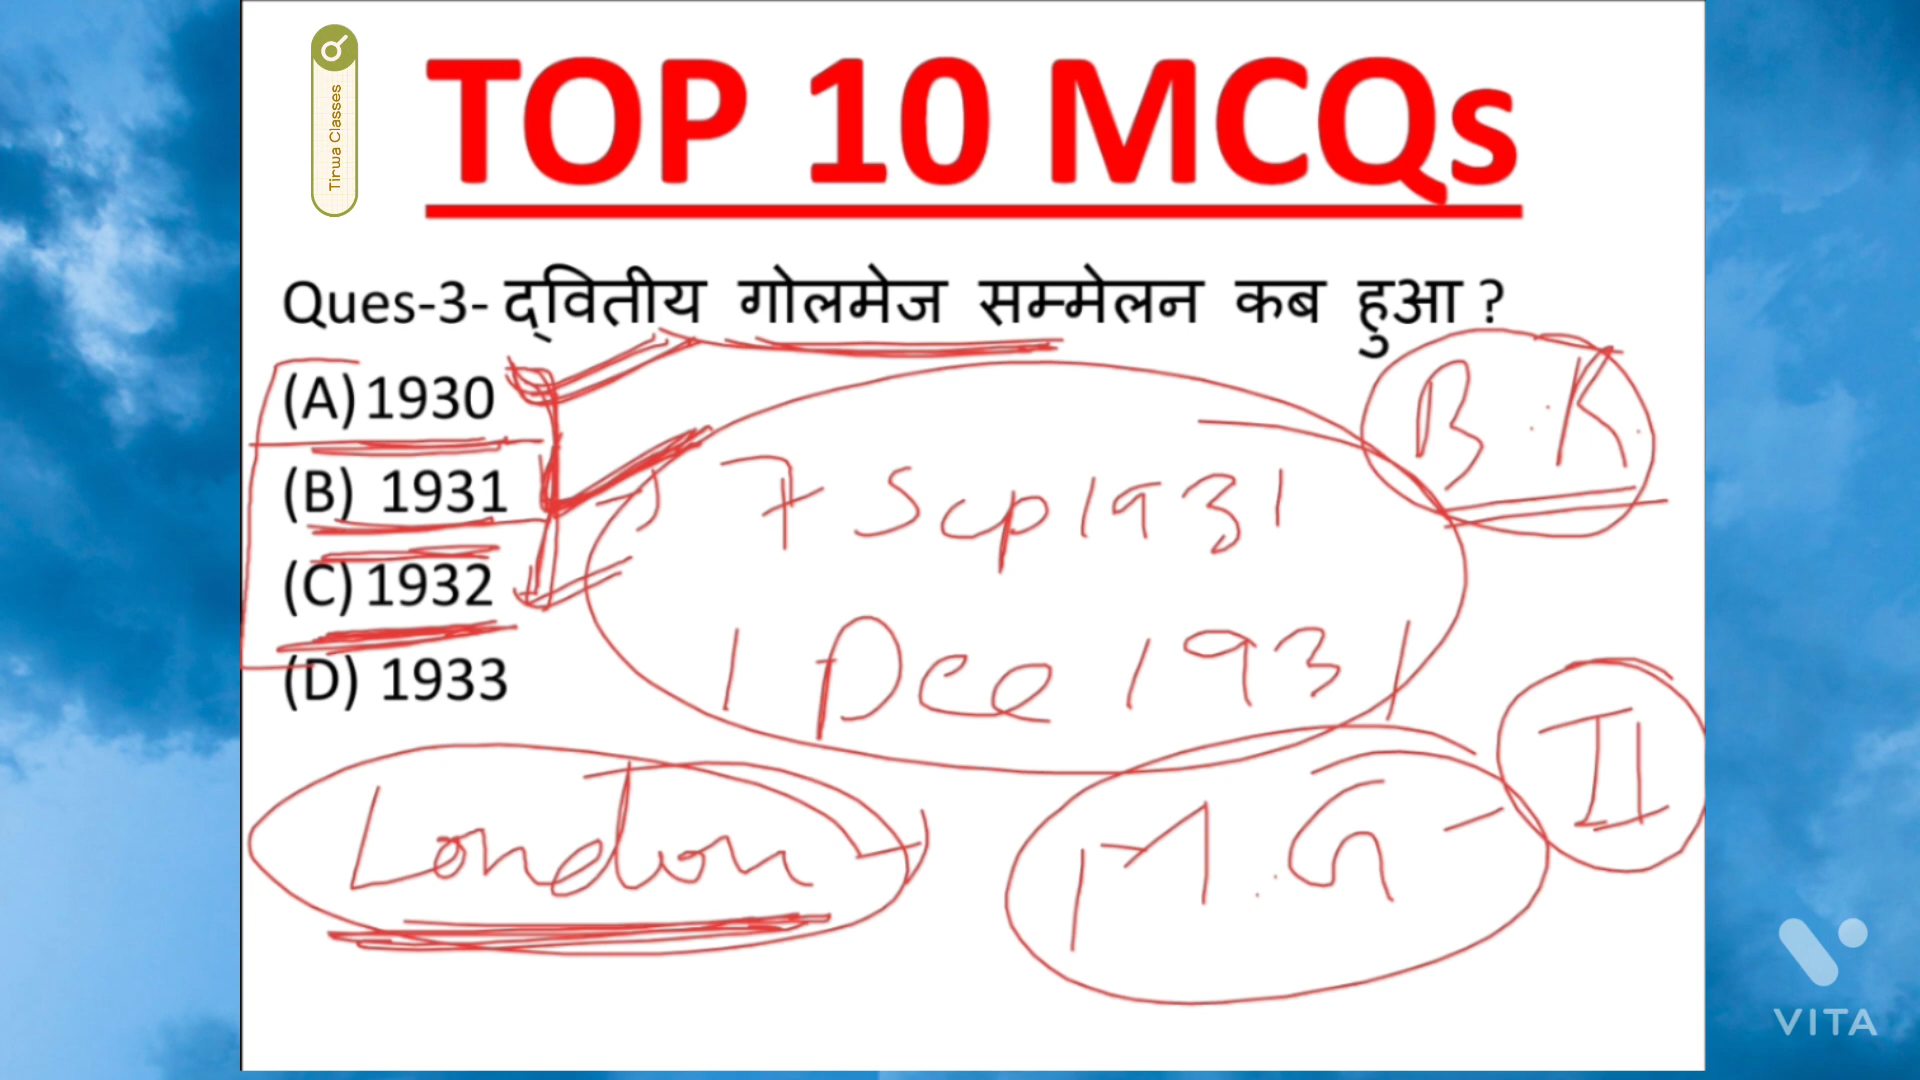 Tirwa Classes
TOP 10 MCQs
Ques-3- द्वितीय गोलमेज सम्मेलन कब हुआ ?
(A) 1930
(B) 1931
(C) 1932
(D) 1933
B.K.
7 Sep 1931
1 Dec 1931
II
London
M.G
VITA